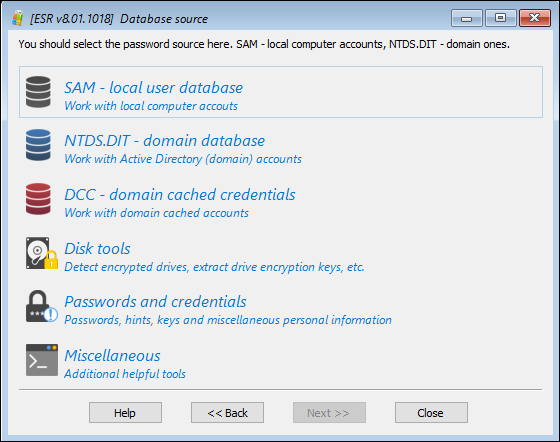 [ESR v8.01.1018]  Database source
You should select the password source here. SAM - local computer accounts, NTDS.DIT - domain ones.
SAM - local user database
Work with local computer accouts
NTDS.DIT - domain database
Work with Active Directory (domain) accounts
DCC - domain cached credentials
Work with domain cached accounts
Disk tools
Detect encrypted drives, extract drive encryption keys, etc.
Passwords and credentials
Passwords, hints, keys and miscellaneous personal information
Miscellaneous
Additional helpful tools
Help << Back Next >> Close